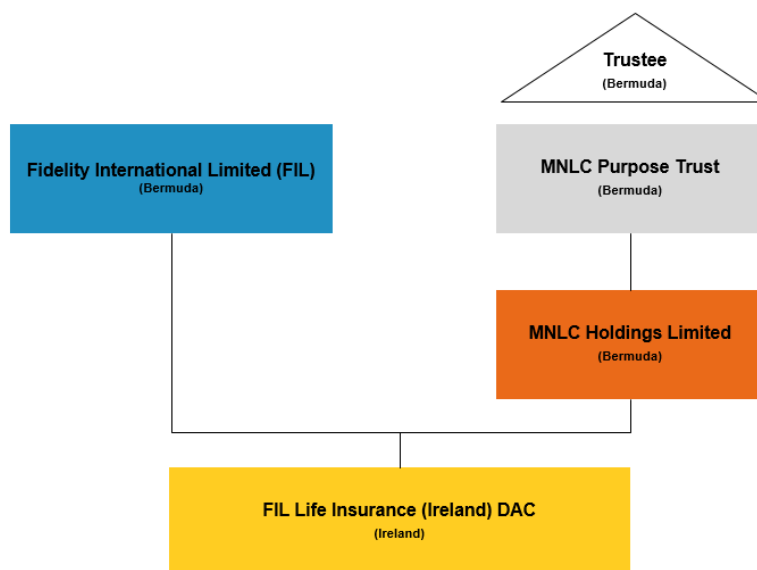 Trustee
(Bermuda)
Fidelity International Limited (FIL)
(Bermuda)
MNLC Purpose Trust
(Bermuda)
MNLC Holdings Limited
(Bermuda)
FIL Life Insurance (Ireland) DAC
(Ireland)